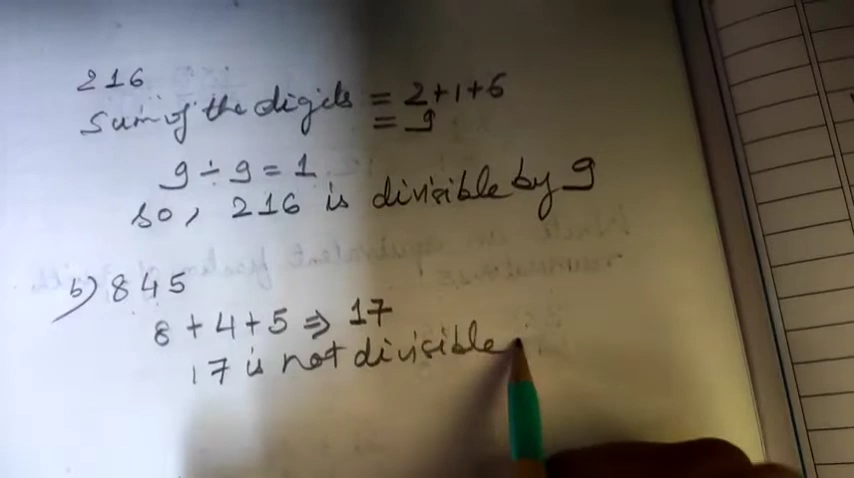 216
Sum of the digits = 2+1+6
= 9
9 ÷ 9 = 1
so, 216 is divisible by 9
b) 845
8 + 4 + 5 ⇒ 17
17 is not divisible